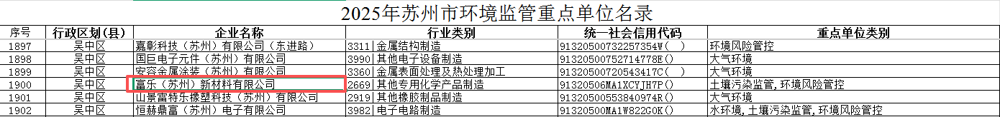 2025年苏州市环境监管重点单位名录
序号 行政区划(县) 企业名称 行业类别 统一社会信用代码 重点单位类别
1897 吴中区 嘉彰科技（苏州）有限公司（东进路） 3311|金属结构制造 91320500732257354W( ) 环境风险管控
1898 吴中区 国巨电子元件（苏州）有限公司 3990|其他电子设备制造 91320500752714778E() 大气环境
1899 吴中区 安容金属涂装（苏州）有限公司 3360|金属表面处理及热处理加工 91320500720543417C( ) 大气环境
1900 吴中区 富乐（苏州）新材料有限公司 2669|其他专用化学产品制造 91320506MA1XCYJH7P() 土壤污染监管,环境风险管控
1901 吴中区 山景雷特乐橡塑科技（苏州）有限公司 2919|其他橡胶制品制造 91320500553840974R() 大气环境
1902 吴中区 恒赫鼎富（苏州）电子有限公司 3982|电子电路制造 91320500MA1W822G0K() 水环境,土壤污染监管,环境风险管控